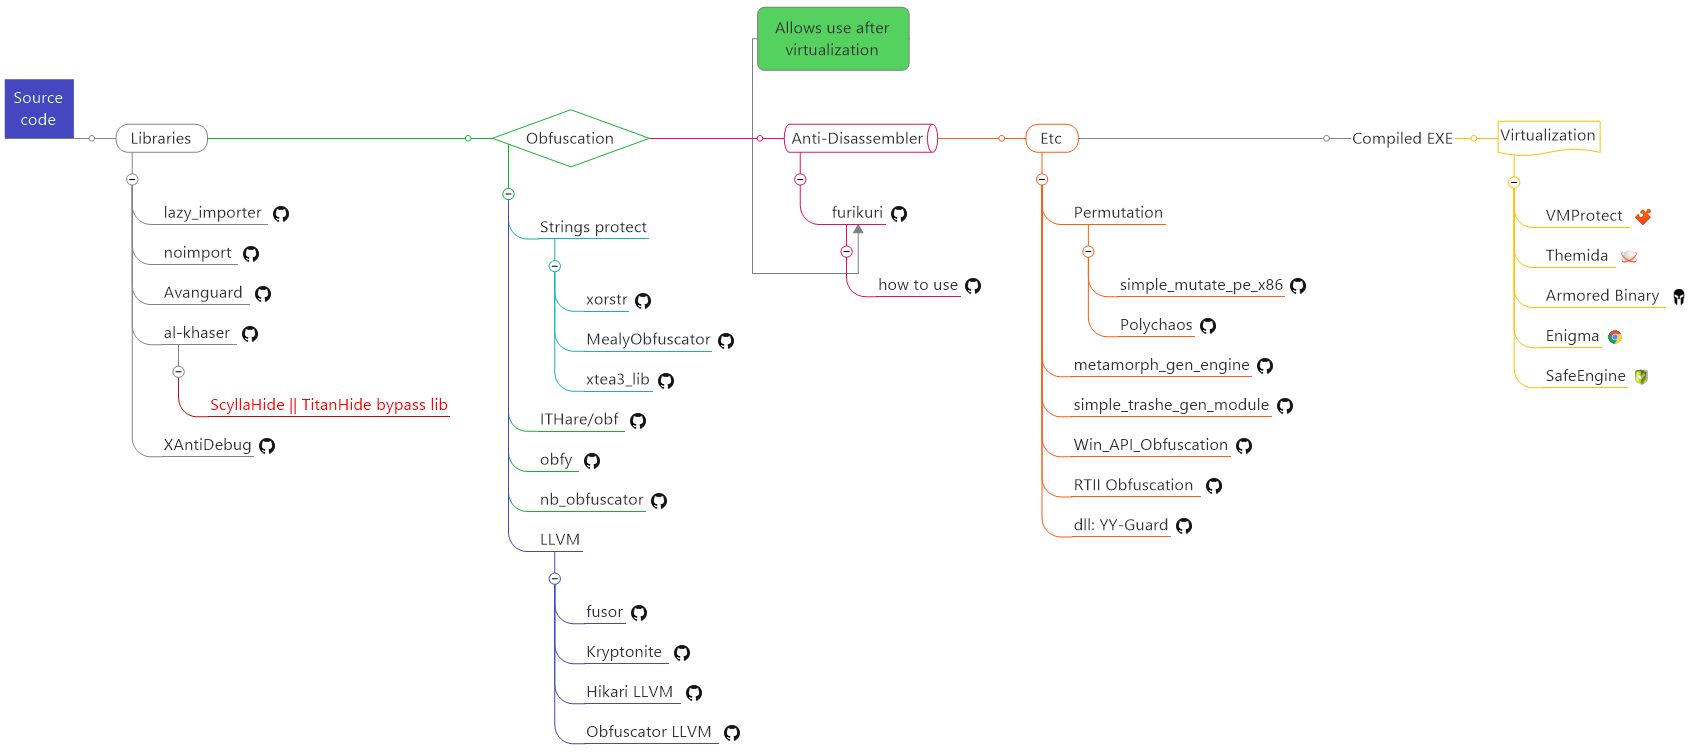 Allows use after
virtualization
Source
code
Libraries
Obfuscation
Anti-Disassembler
Etc
Compiled EXE
Virtualization
lazy_importer
noimport
Avanguard
al-khaser
ScyllaHide || TitanHide bypass lib
XAntiDebug
Strings protect
xorstr
MealyObfuscator
xtea3_lib
ITHare/obf
obfy
nb_obfuscator
LLVM
fusor
Kryptonite
Hikari LLVM
Obfuscator LLVM
furikuri
how to use
Permutation
simple_mutate_pe_x86
Polychaos
metamorph_gen_engine
simple_trashe_gen_module
Win_API_Obfuscation
RTII Obfuscation
dll: YY-Guard
VMProtect
Themida
Armored Binary
Enigma
SafeEngine